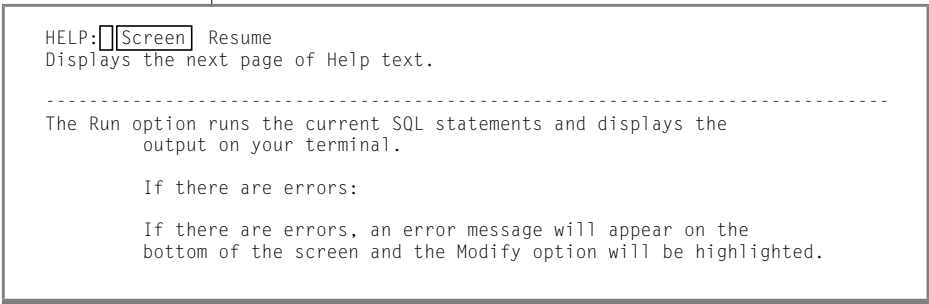 HELP: Screen Resume
Displays the next page of Help text.
------------------------------------------------------------------------------
The Run option runs the current SQL statements and displays the
output on your terminal.
If there are errors:
If there are errors, an error message will appear on the
bottom of the screen and the Modify option will be highlighted.